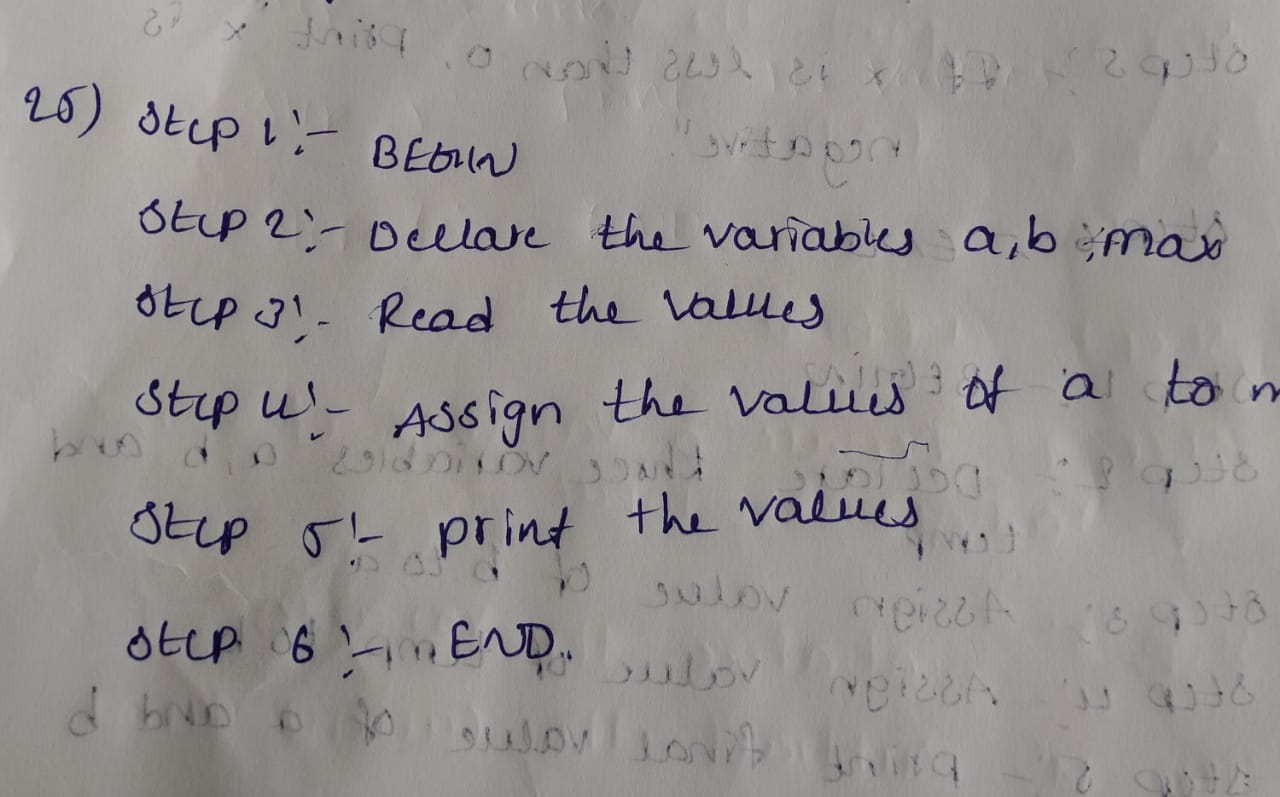 25) Step 1:- BEGIN
Step 2:- Declare the variables a,b ;max
Step 3:- Read the values
Step 4:- Assign the values of a to
Step 5:- print the values
Step 6:- END.